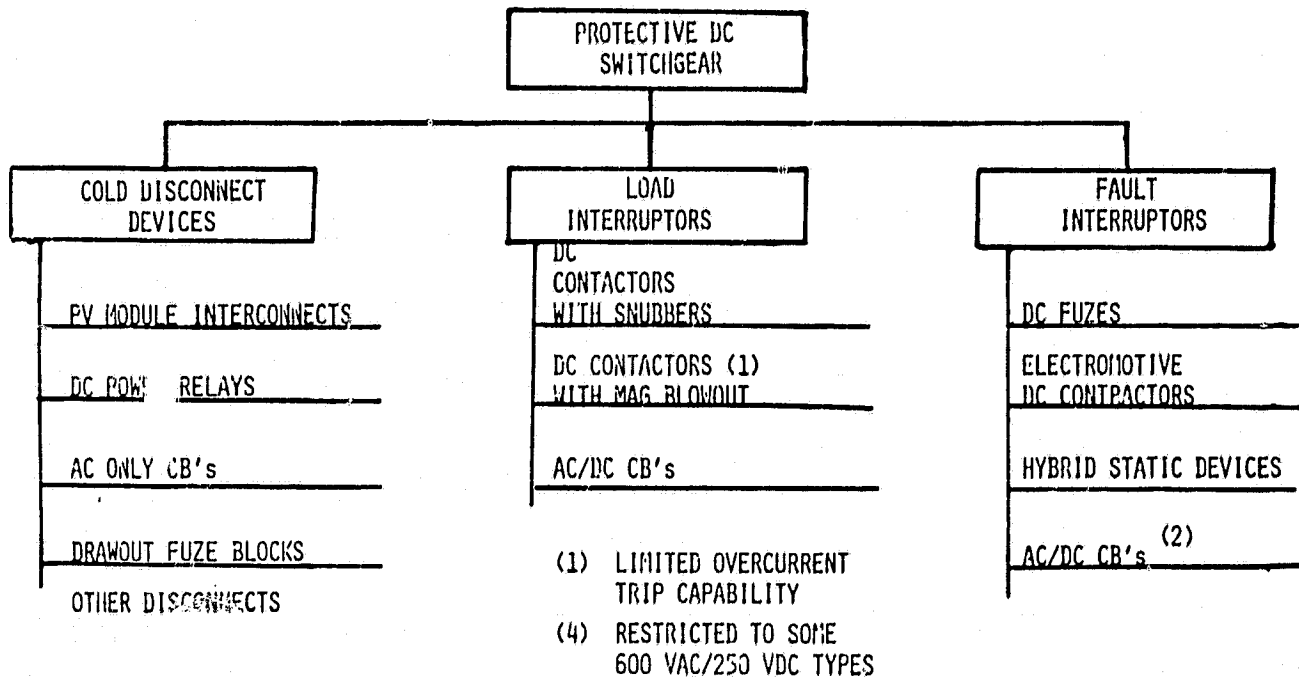 PROTECTIVE DC
SWITCHGEAR
COLD DISCONNECT
DEVICES
PV MODULE INTERCONNECTS
DC POW RELAYS
AC ONLY CB's
DRAWOUT FUZE BLOCKS
OTHER DISCONNECTS
LOAD
INTERRUPTORS
DC
CONTACTORS
WITH SNUBBERS
DC CONTACTORS (1)
WITH MAG BLOWOUT
AC/DC CB's
(1) LIMITED OVERCURRENT
TRIP CAPABILITY
(4) RESTRICTED TO SOME
600 VAC/250 VDC TYPES
FAULT
INTERRUPTORS
DC FUZES
ELECTROMOTIVE
DC CONTPACTORS
HYBRID STATIC DEVICES
AC/DC CB's (2)